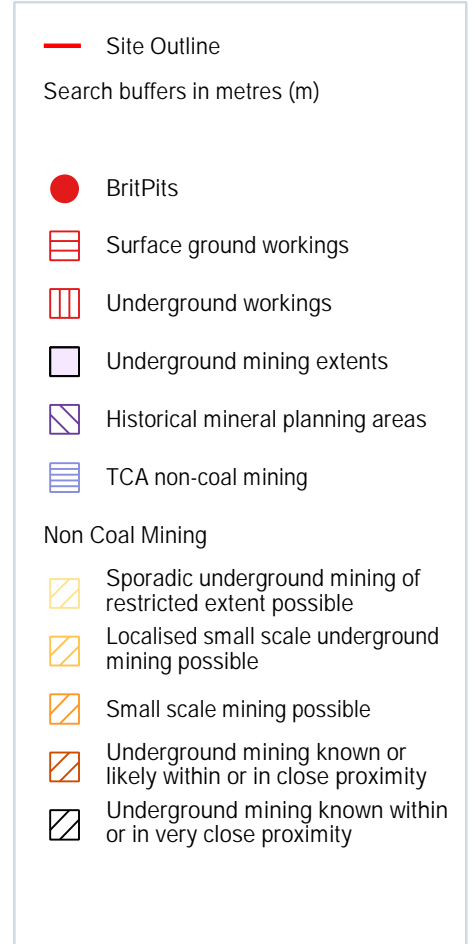 Site Outline
Search buffers in metres (m)
BritPits
Surface ground workings
Underground workings
Underground mining extents
Historical mineral planning areas
TCA non-coal mining
Non Coal Mining
Sporadic underground mining of
restricted extent possible
Localised small scale underground
mining possible
Small scale mining possible
Underground mining known or
likely within or in close proximity
Underground mining known within
or in very close proximity